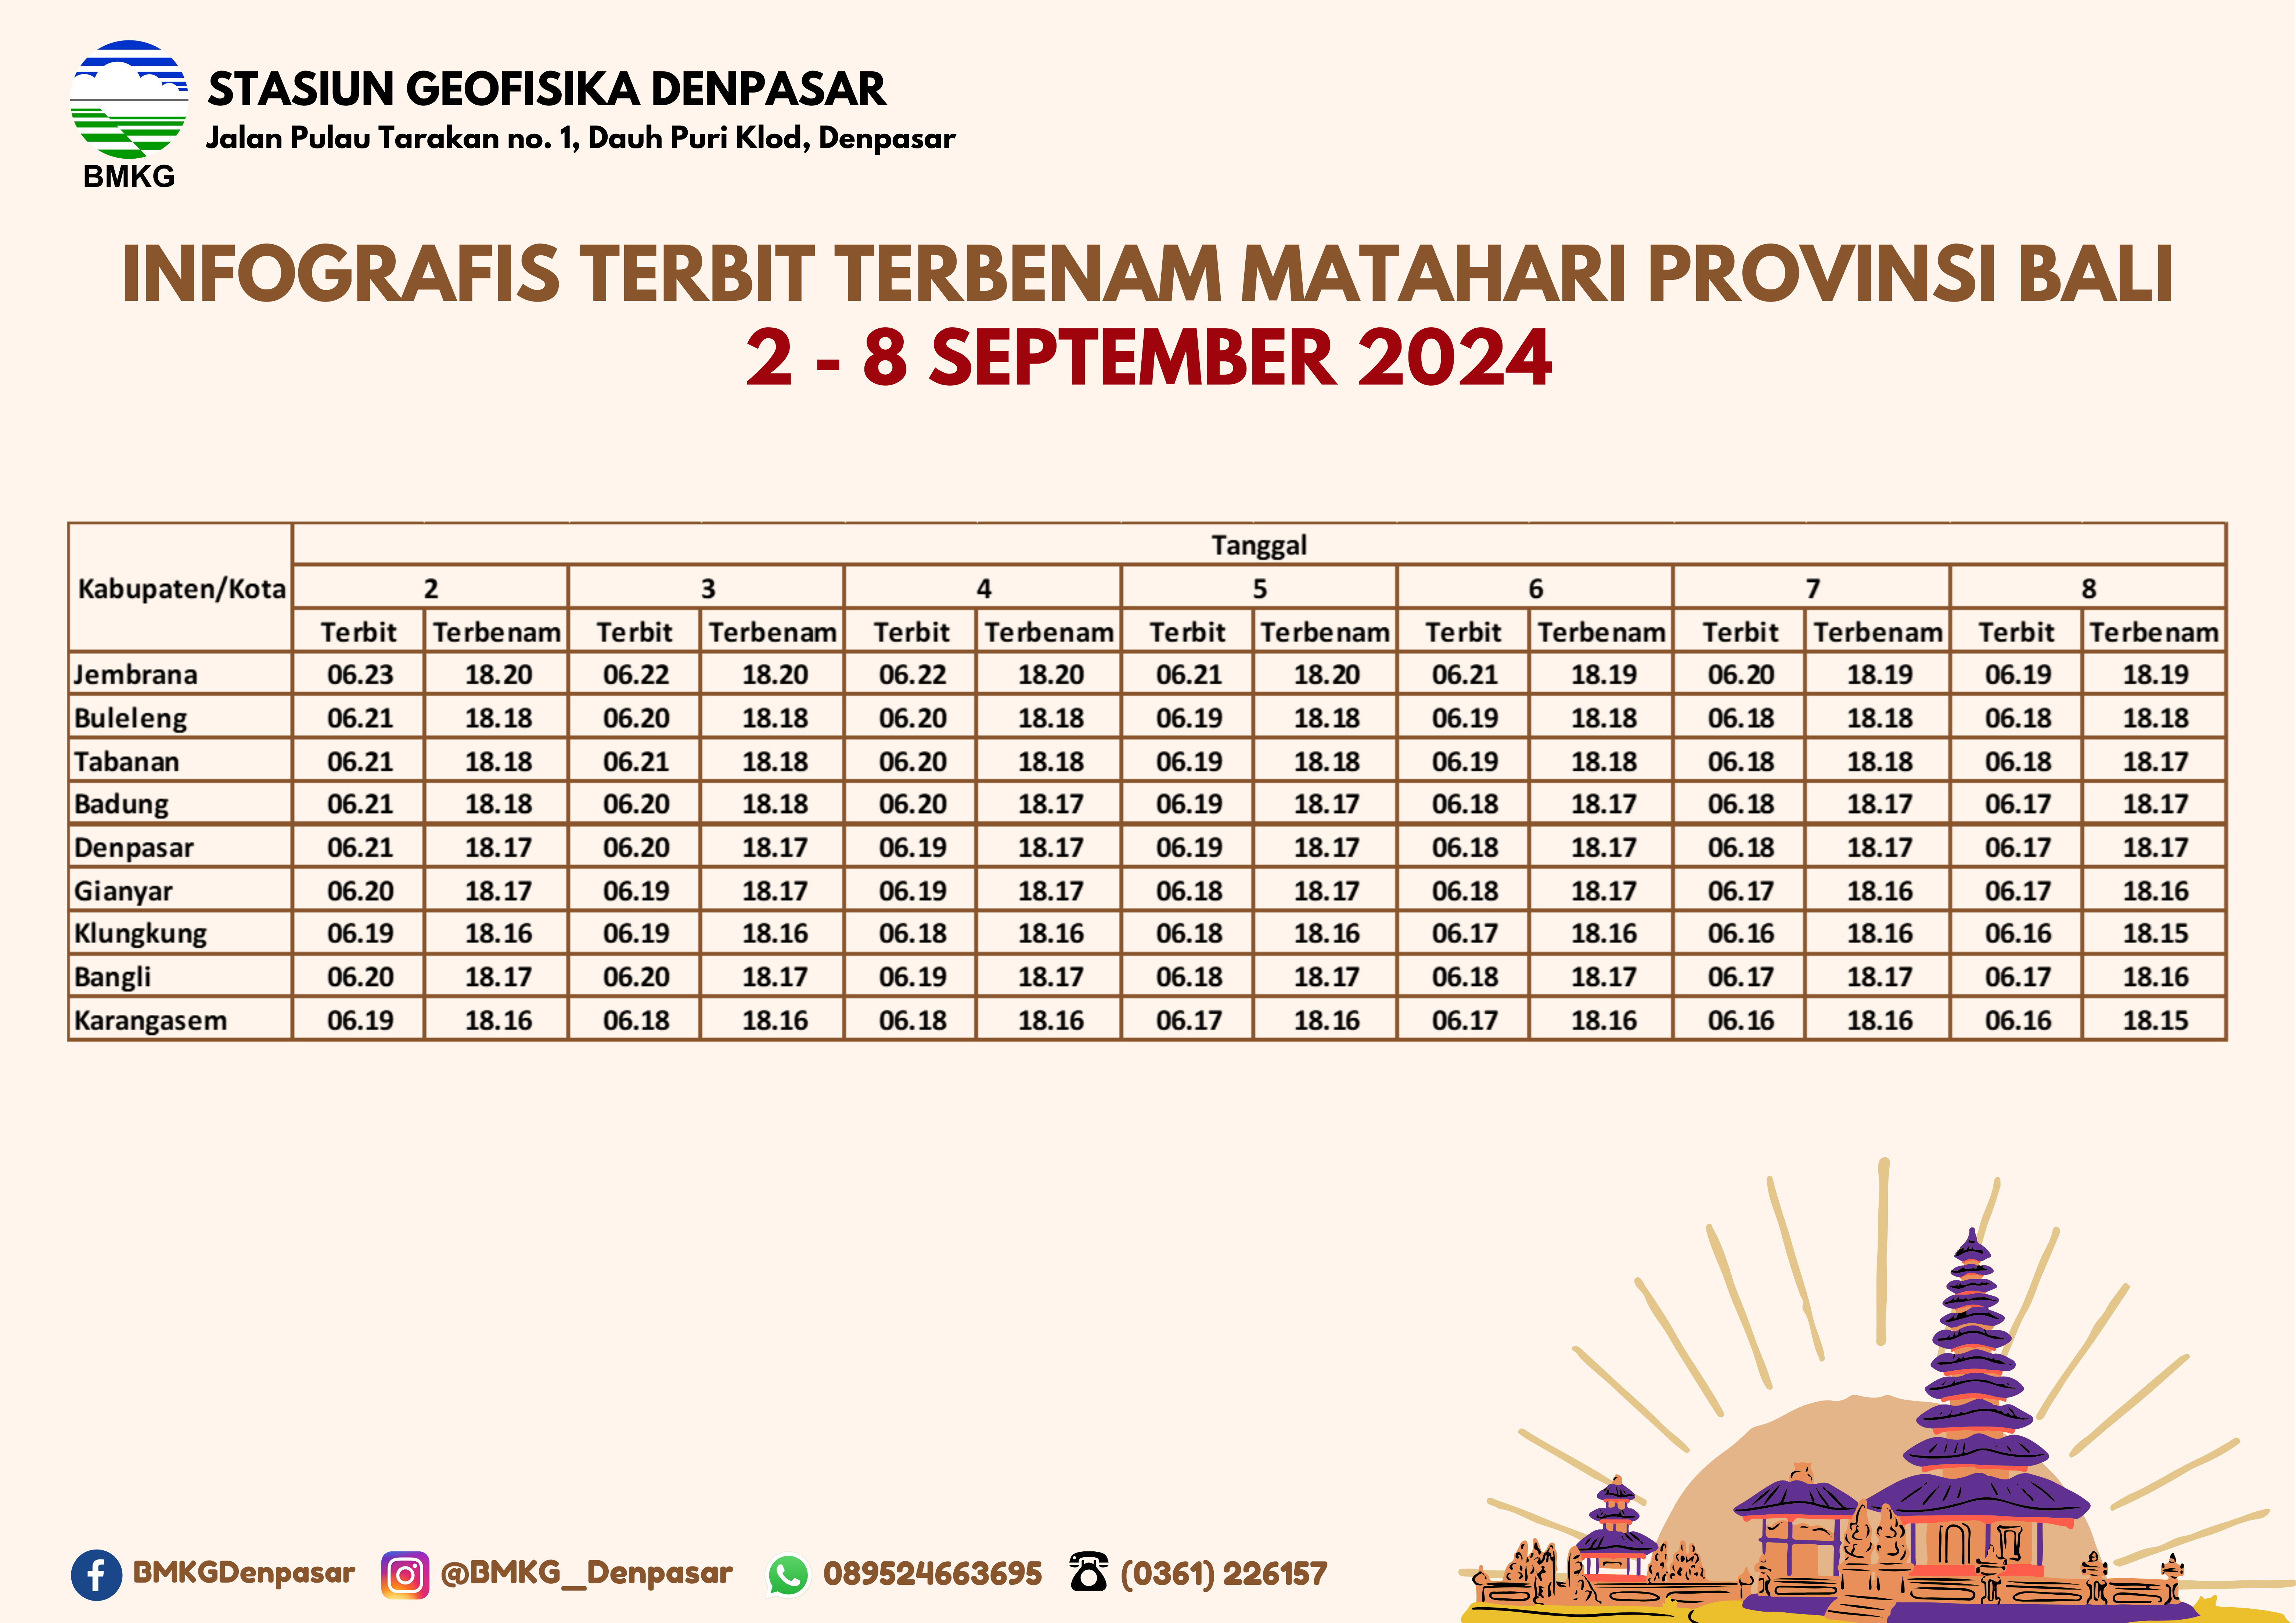 STASIUN GEOFISIKA DENPASAR
Jalan Pulau Tarakan no. 1, Dauh Puri Klod, Denpasar
BMKG
INFOGRAFIS TERBIT TERBENAM MATAHARI PROVINSI BALI
2 - 8 SEPTEMBER 2024
Tanggal
Kabupaten/Kota 2 3 4 5 6 7 8
Terbit Terbenam Terbit Terbenam Terbit Terbenam Terbit Terbenam Terbit Terbenam Terbit Terbenam Terbit Terbenam
Jembrana 06.23 18.20 06.22 18.20 06.22 18.20 06.21 18.20 06.21 18.19 06.20 18.19 06.19 18.19
Buleleng 06.21 18.18 06.20 18.18 06.20 18.18 06.19 18.18 06.19 18.18 06.18 18.18 06.18 18.18
Tabanan 06.21 18.18 06.21 18.18 06.20 18.18 06.19 18.18 06.19 18.18 06.18 18.18 06.18 18.17
Badung 06.21 18.18 06.20 18.18 06.20 18.17 06.19 18.17 06.18 18.17 06.18 18.17 06.17 18.17
Denpasar 06.21 18.17 06.20 18.17 06.19 18.17 06.19 18.17 06.18 18.17 06.18 18.17 06.17 18.17
Gianyar 06.20 18.17 06.19 18.17 06.19 18.17 06.18 18.17 06.18 18.17 06.17 18.16 06.17 18.16
Klungkung 06.19 18.16 06.19 18.16 06.18 18.16 06.18 18.16 06.17 18.16 06.16 18.16 06.16 18.15
Bangli 06.20 18.17 06.20 18.17 06.19 18.17 06.18 18.17 06.18 18.17 06.17 18.17 06.17 18.16
Karangasem 06.19 18.16 06.18 18.16 06.18 18.16 06.17 18.16 06.17 18.16 06.16 18.16 06.16 18.15
BMKGDenpasar @BMKG_Denpasar 089524663695 (0361) 226157